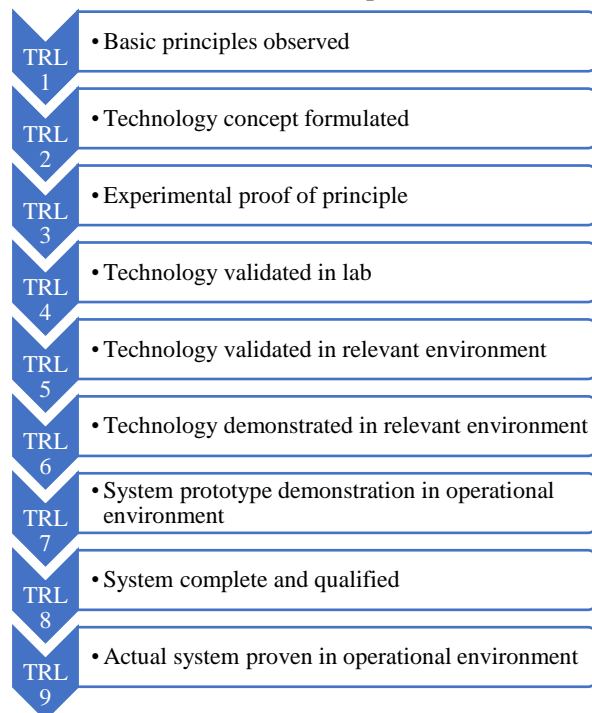 TRL
1
• Basic principles observed
TRL
2
• Technology concept formulated
TRL
3
• Experimental proof of principle
TRL
4
• Technology validated in lab
TRL
5
• Technology validated in relevant environment
TRL
6
• Technology demonstrated in relevant environment
TRL
7
• System prototype demonstration in operational
environment
TRL
8
• System complete and qualified
TRL
9
• Actual system proven in operational environment